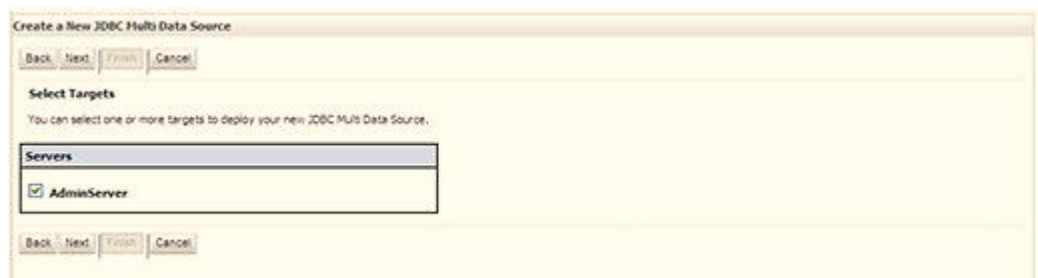 Create a New JDBC Multi Data Source
Back Next Finish Cancel
Select Targets
You can select one or more targets to deploy your new JDBC Multi Data Source.
Servers
AdminServer
Back Next Finish Cancel